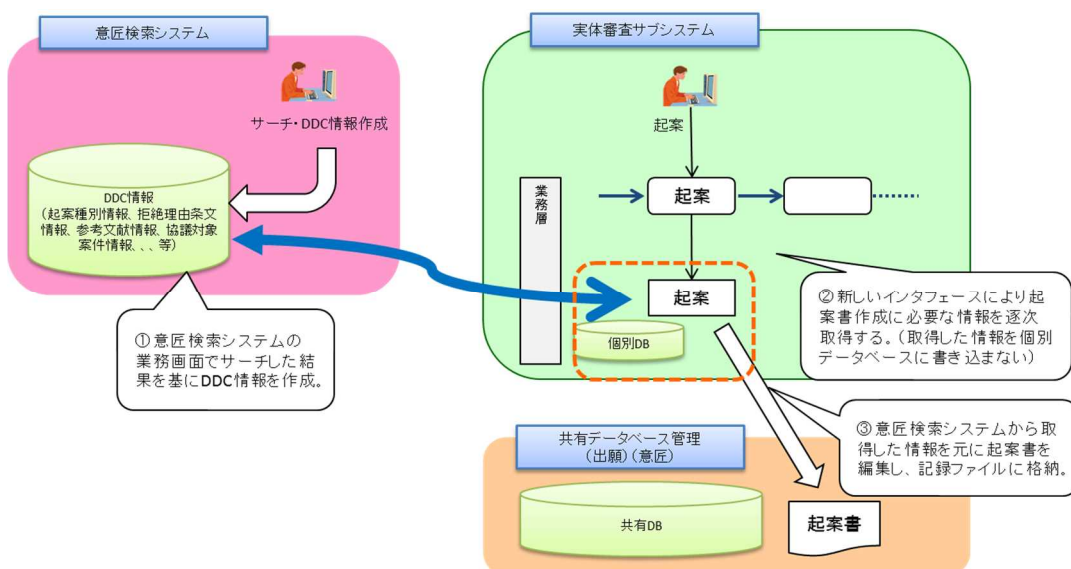 意匠検索システム
サーチ・DDC情報作成
DDC情報
（起案種別情報、拒絶理由条文
情報、参考文献情報、協議対象
案件情報、、、等）
①意匠検索システムの
業務画面でサーチした結
果を基にDDC情報を作成。
実体審査サブシステム
起案
業務層
起案
起案
個別DB
②新しいインタフェースにより起
案書作成に必要な情報を逐次
取得する。（取得した情報を個別
データベースに書き込まない）
③意匠検索システムから取
得した情報を元に起案書を
編集し、記録ファイルに格納。
共有データベース管理
（出願）（意匠）
共有DB
起案書